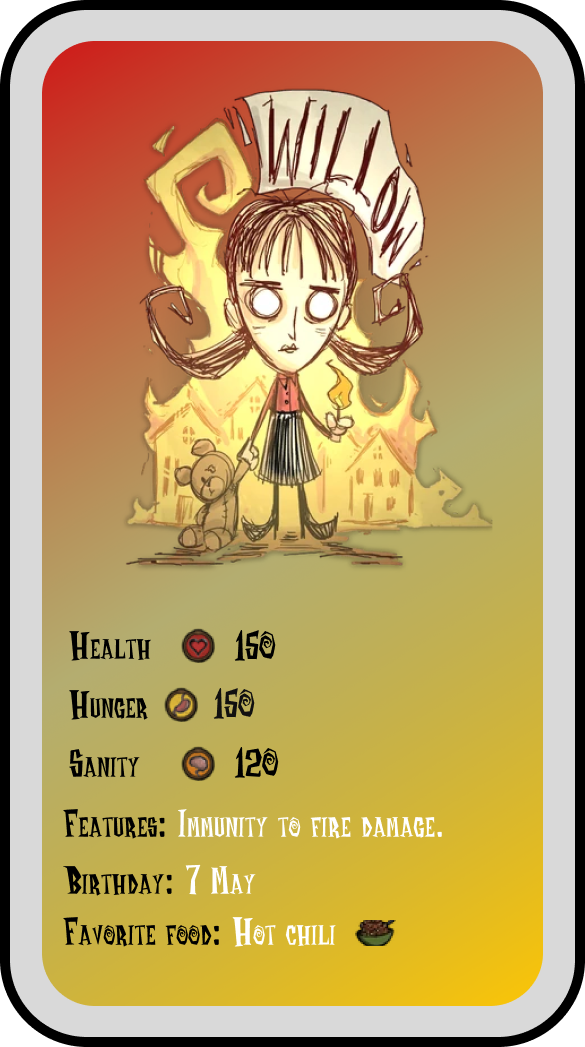 WILLOW
Health 150
Hunger 150
Sanity 120
Features: Immunity to fire damage.
Birthday: 7 May
Favorite food: Hot chili